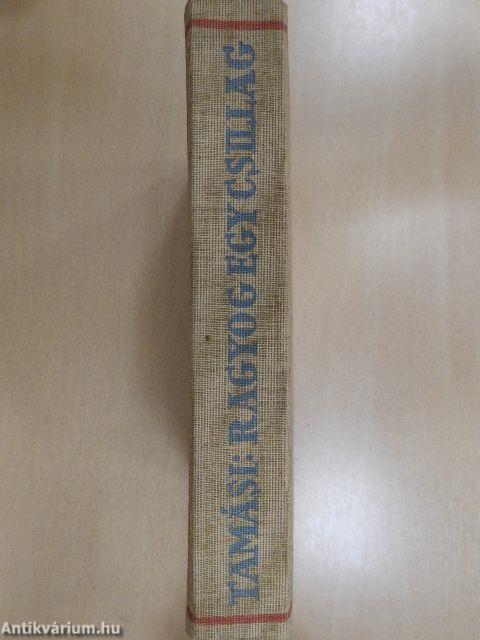 TAMÁSI: RAGYOG EGY CSILLAG
Antikvárium.hu